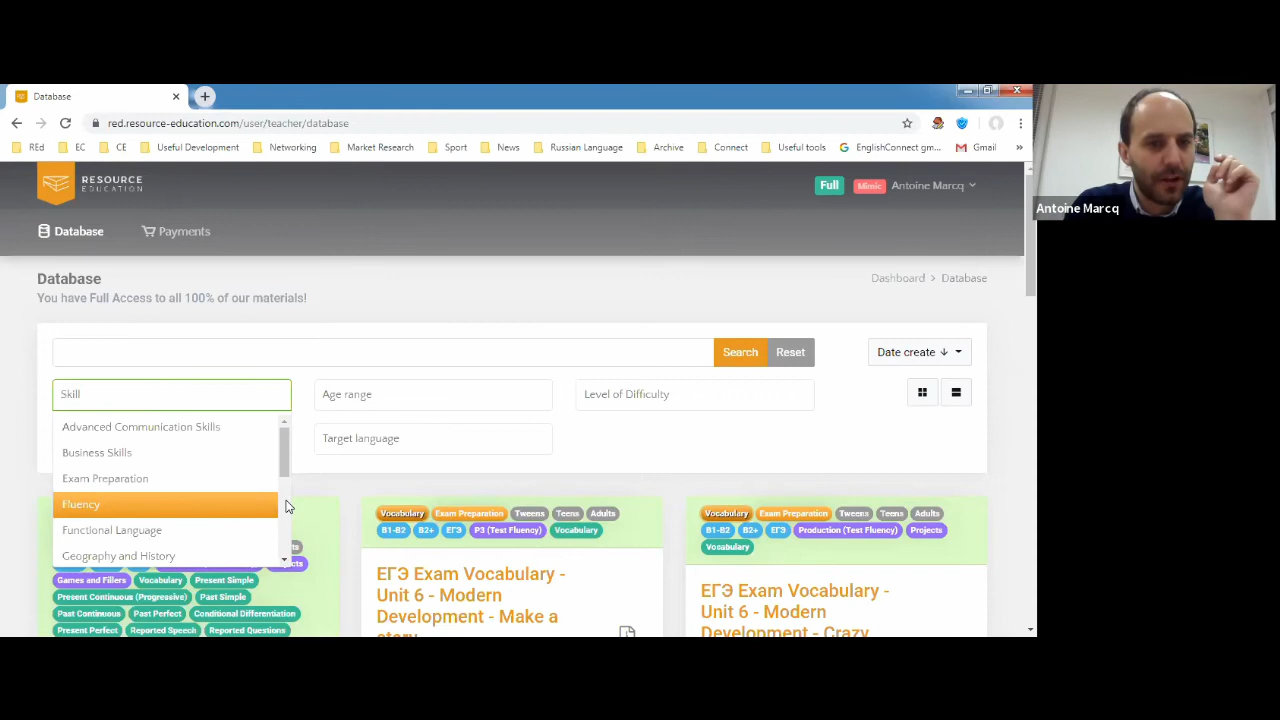 Database
red.resource-education.com/user/teacher/database
REd EC CE Useful Development Networking Market Research Sport News Russian Language Archive Connect Useful tools EnglishConnect gm... Gmail »
RESOURCE
EDUCATION
Full Mimic Antoine Marcq
Antoine Marcq
Database Payments
Database
Dashboard > Database
You have Full Access to all 100% of our materials!
Search Reset Date create ↓
Skill Age range Level of Difficulty
Target language
Advanced Communication Skills
Business Skills
Exam Preparation
Fluency
Functional Language
Geography and History
Games and Fillers Vocabulary Present Simple
Present Continuous (Progressive) Past Simple
Past Continuous Past Perfect Conditional Differentiation
Present Perfect Reported Speech Reported Questions
Vocabulary Exam Preparation Tweens Teens Adults
B1-B2 B2+ ЕГЭ P3 (Test Fluency) Vocabulary
ЕГЭ Exam Vocabulary -
Unit 6 - Modern
Development - Make a
story
Vocabulary Exam Preparation Tweens Teens Adults
B1-B2 B2+ ЕГЭ Production (Test Fluency) Projects
Vocabulary
ЕГЭ Exam Vocabulary -
Unit 6 - Modern
Development - Crazy